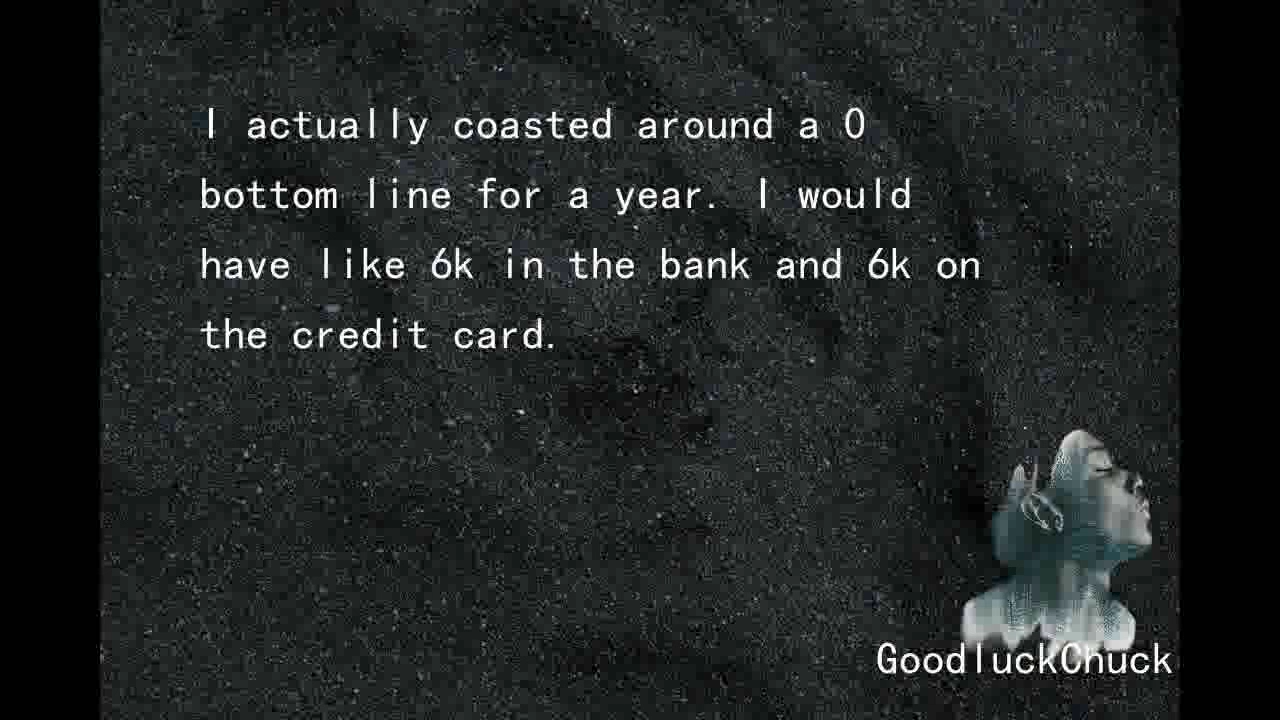 I actually coasted around a 0
bottom line for a year. I would
have like 6k in the bank and 6k on
the credit card.
GoodluckChuck